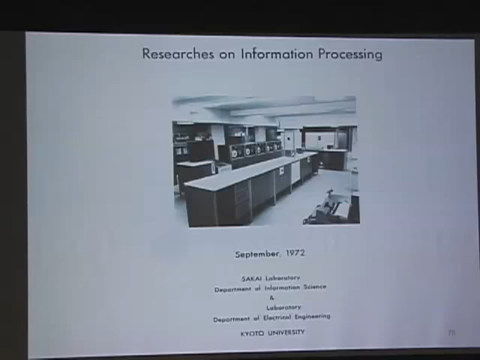 Researches on Information Processing
September, 1972
SAKAI Laboratory
Department of Information Science
&
Laboratory
Department of Electrical Engineering
KYOTO UNIVERSITY